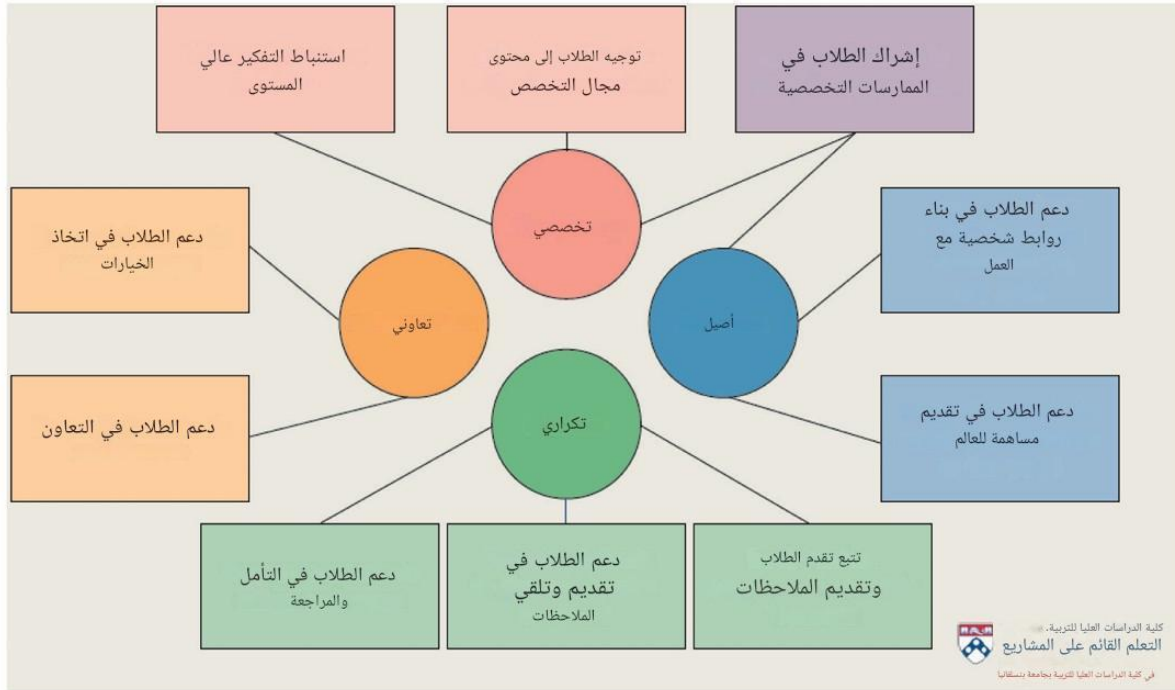 إشراك الطلاب في
الممارسات التخصصية
توجيه الطلاب إلى محتوى
مجال التخصص
استنباط التفكير عالي
المستوى
تخصصي
دعم الطلاب في بناء
روابط شخصية مع
العمل
أصيل
تعاوني
دعم الطلاب في اتخاذ
الخيارات
دعم الطلاب في تقديم
مساهمة للعالم
تكراري
دعم الطلاب في التعاون
تتبع تقدم الطلاب
وتقديم الملاحظات
دعم الطلاب في
تقديم وتلقي
الملاحظات
دعم الطلاب في التأمل
والمراجعة
كلية الدراسات العليا للتربية.
التعلم القائم على المشاريع
في كلية الدراسات العليا للتربية بجامعة بنسلفانيا